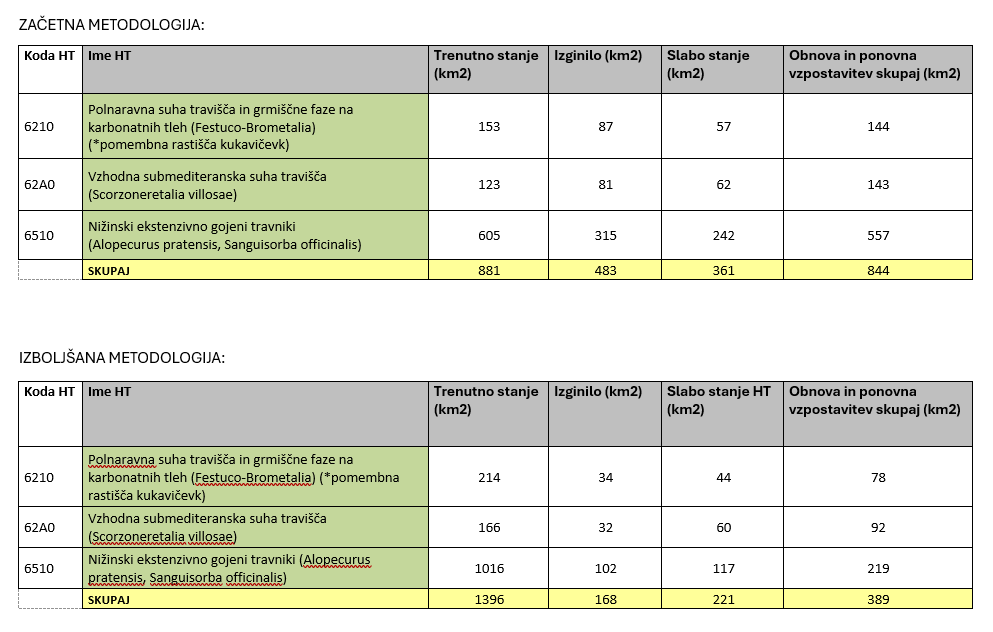 ZAČETNA METODOLOGIJA:
Koda HT Ime HT Trenutno stanje (km2) Izginilo (km2) Slabo stanje (km2) Obnova in ponovna vzpostavitev skupaj (km2)
6210 Polnaravna suha travišča in grmiščne faze na karbonatnih tleh (Festuco-Brometalia) (*pomembna rastišča kukavičevk) 153 87 57 144
62A0 Vzhodna submediteranska suha travišča (Scorzoneretalia villosae) 123 81 62 143
6510 Nižinski ekstenzivno gojeni travniki (Alopecurus pratensis, Sanguisorba officinalis) 605 315 242 557
SKUPAJ 881 483 361 844
IZBOLJŠANA METODOLOGIJA:
Koda HT Ime HT Trenutno stanje (km2) Izginilo (km2) Slabo stanje HT (km2) Obnova in ponovna vzpostavitev skupaj (km2)
6210 Polnaravna suha travišča in grmiščne faze na karbonatnih tleh (Festuco-Brometalia) (*pomembna rastišča kukavičevk) 214 34 44 78
62A0 Vzhodna submediteranska suha travišča (Scorzoneretalia villosae) 166 32 60 92
6510 Nižinski ekstenzivno gojeni travniki (Alopecurus pratensis, Sanguisorba officinalis) 1016 102 117 219
SKUPAJ 1396 168 221 389